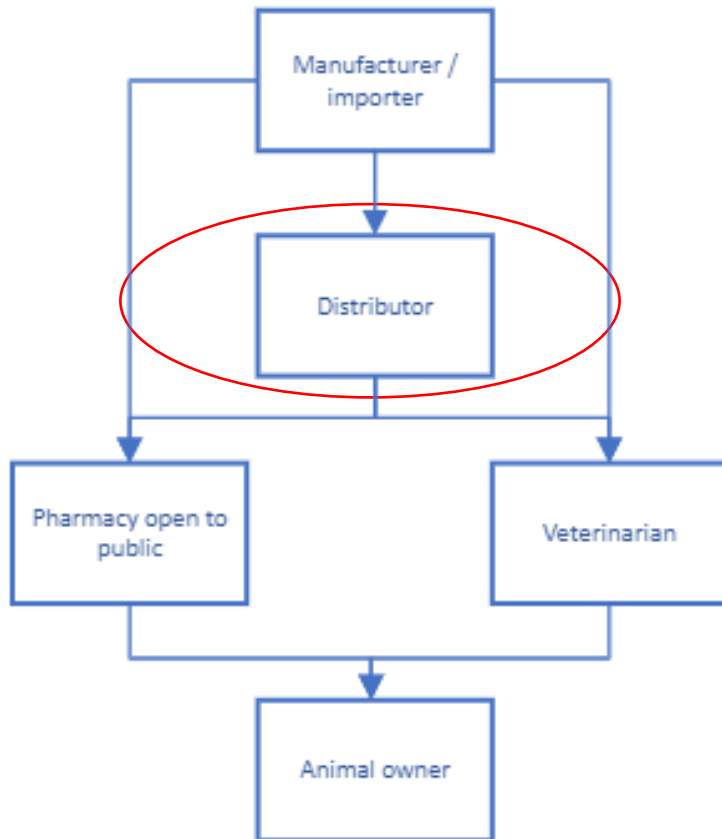 Manufacturer /
importer
Distributor
Pharmacy open to
public
Veterinarian
Animal owner